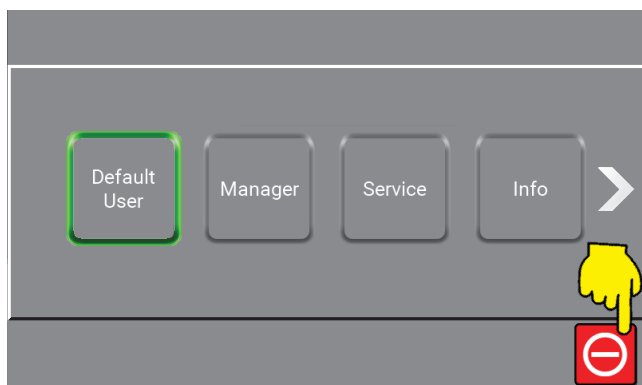 Default
User
Manager
Service
Info